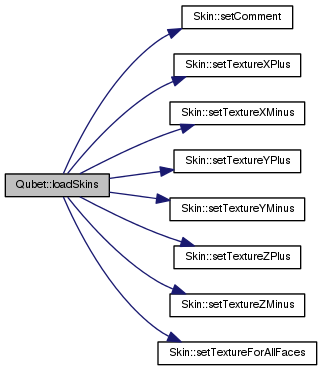 Skin::setComment
Skin::setTextureXPlus
Skin::setTextureXMinus
Skin::setTextureYPlus
Qubet::loadSkins
Skin::setTextureYMinus
Skin::setTextureZPlus
Skin::setTextureZMinus
Skin::setTextureForAllFaces